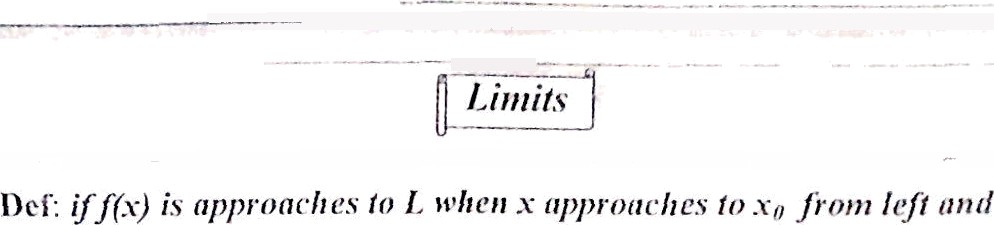 Limits
Def: if f(x) is approaches to L when x approaches to x₀ from left and